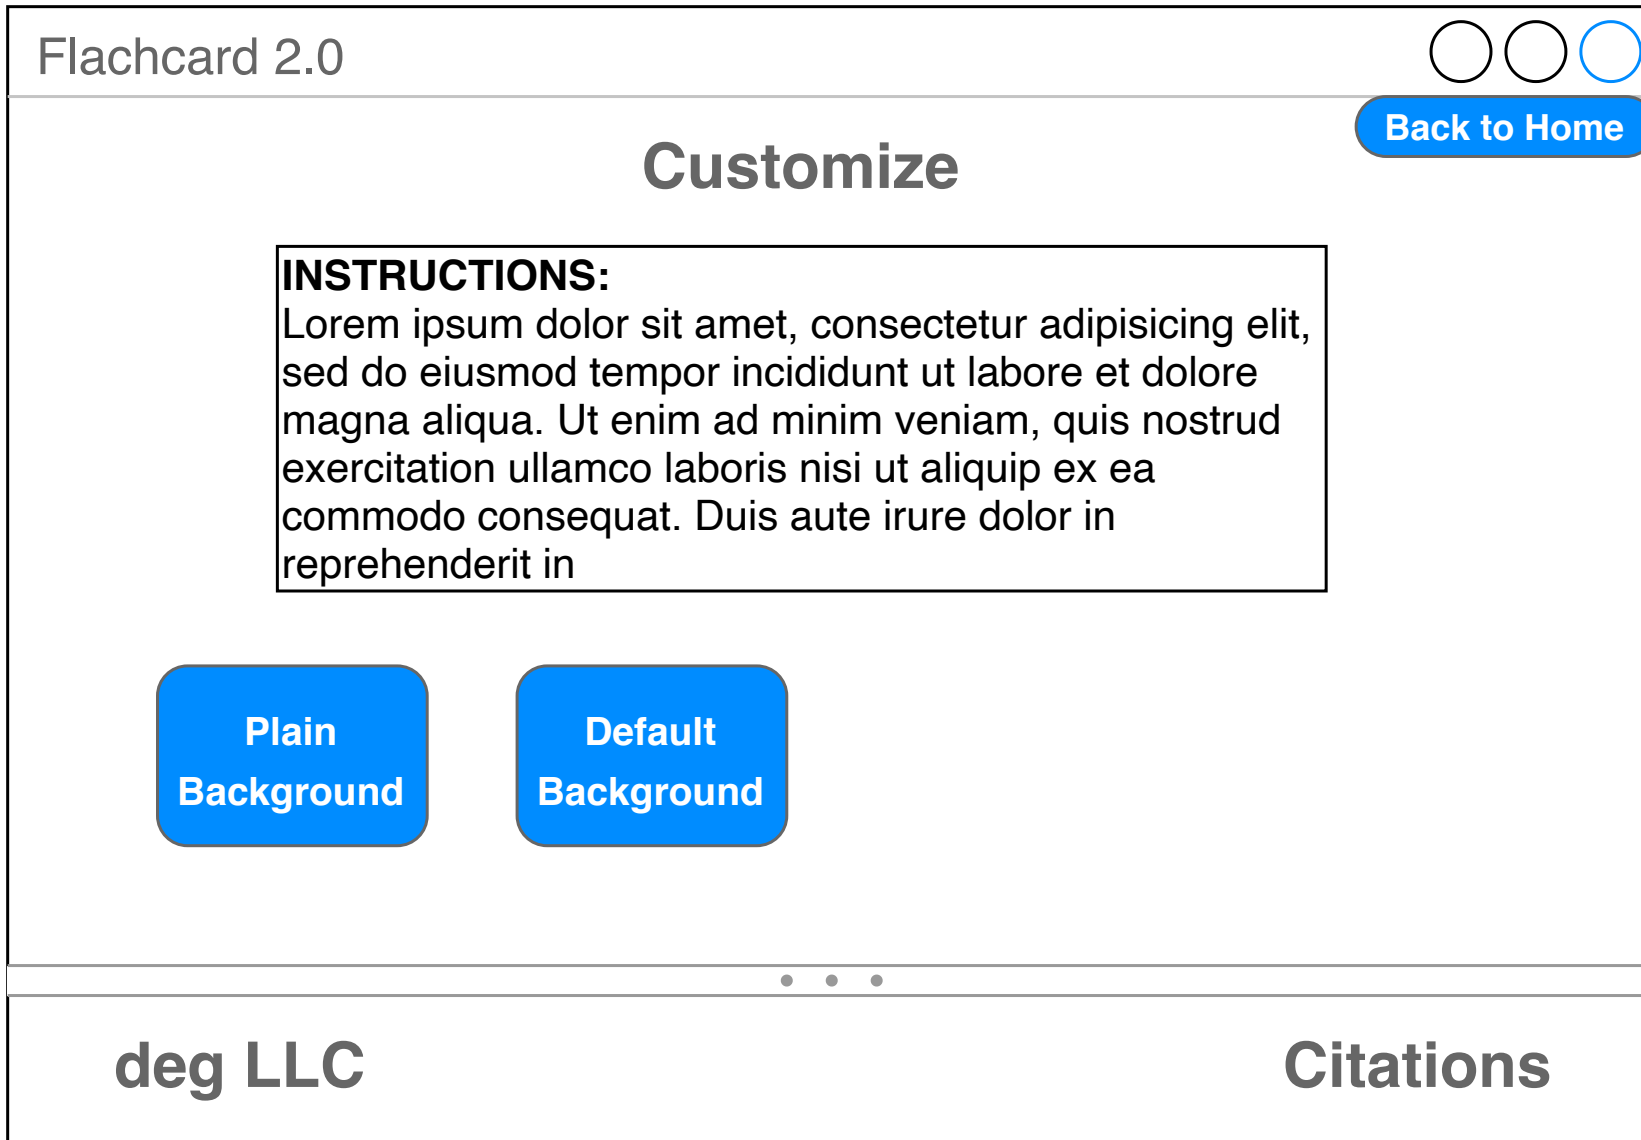 Flachcard 2.0
Back to Home
Customize
INSTRUCTIONS:
Lorem ipsum dolor sit amet, consectetur adipisicing elit,
sed do eiusmod tempor incididunt ut labore et dolore
magna aliqua. Ut enim ad minim veniam, quis nostrud
exercitation ullamco laboris nisi ut aliquip ex ea
commodo consequat. Duis aute irure dolor in
reprehenderit in
Plain
Background
Default
Background
deg LLC
Citations